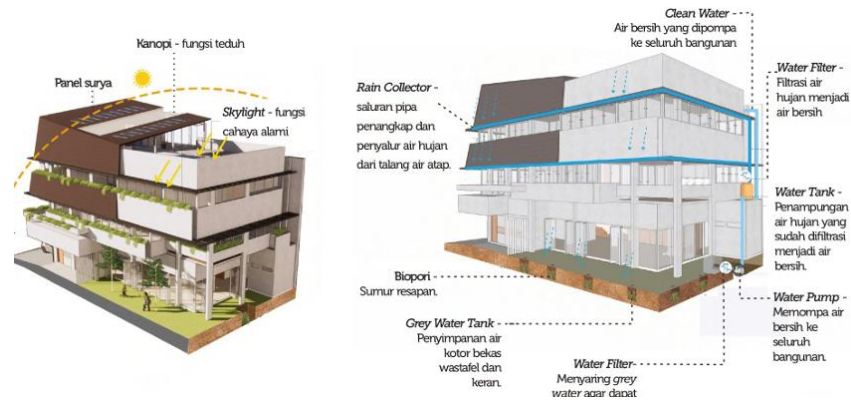 Kanopi - fungsi teduh
Panel surya
Skylight - fungsi
cahaya alami
Clean Water -
Air bersih yang dipompa
ke seluruh bangunan
Rain Collector -
saluran pipa
penangkap dan
penyalur air hujan
dari talang air atap.
Water Filter -
Filtrasi air
hujan menjadi
air bersih
Water Tank -
Penampungan
air hujan yang
sudah difiltrasi
menjadi air
bersih.
Biopori
Sumur resapan.
Grey Water Tank
Penyimpanan air
kotor bekas
wastafel dan
keran.
Water Pump -
Memompa air
bersih ke
seluruh
bangunan.
Water Filter-
Menyaring grey
water agar dapat